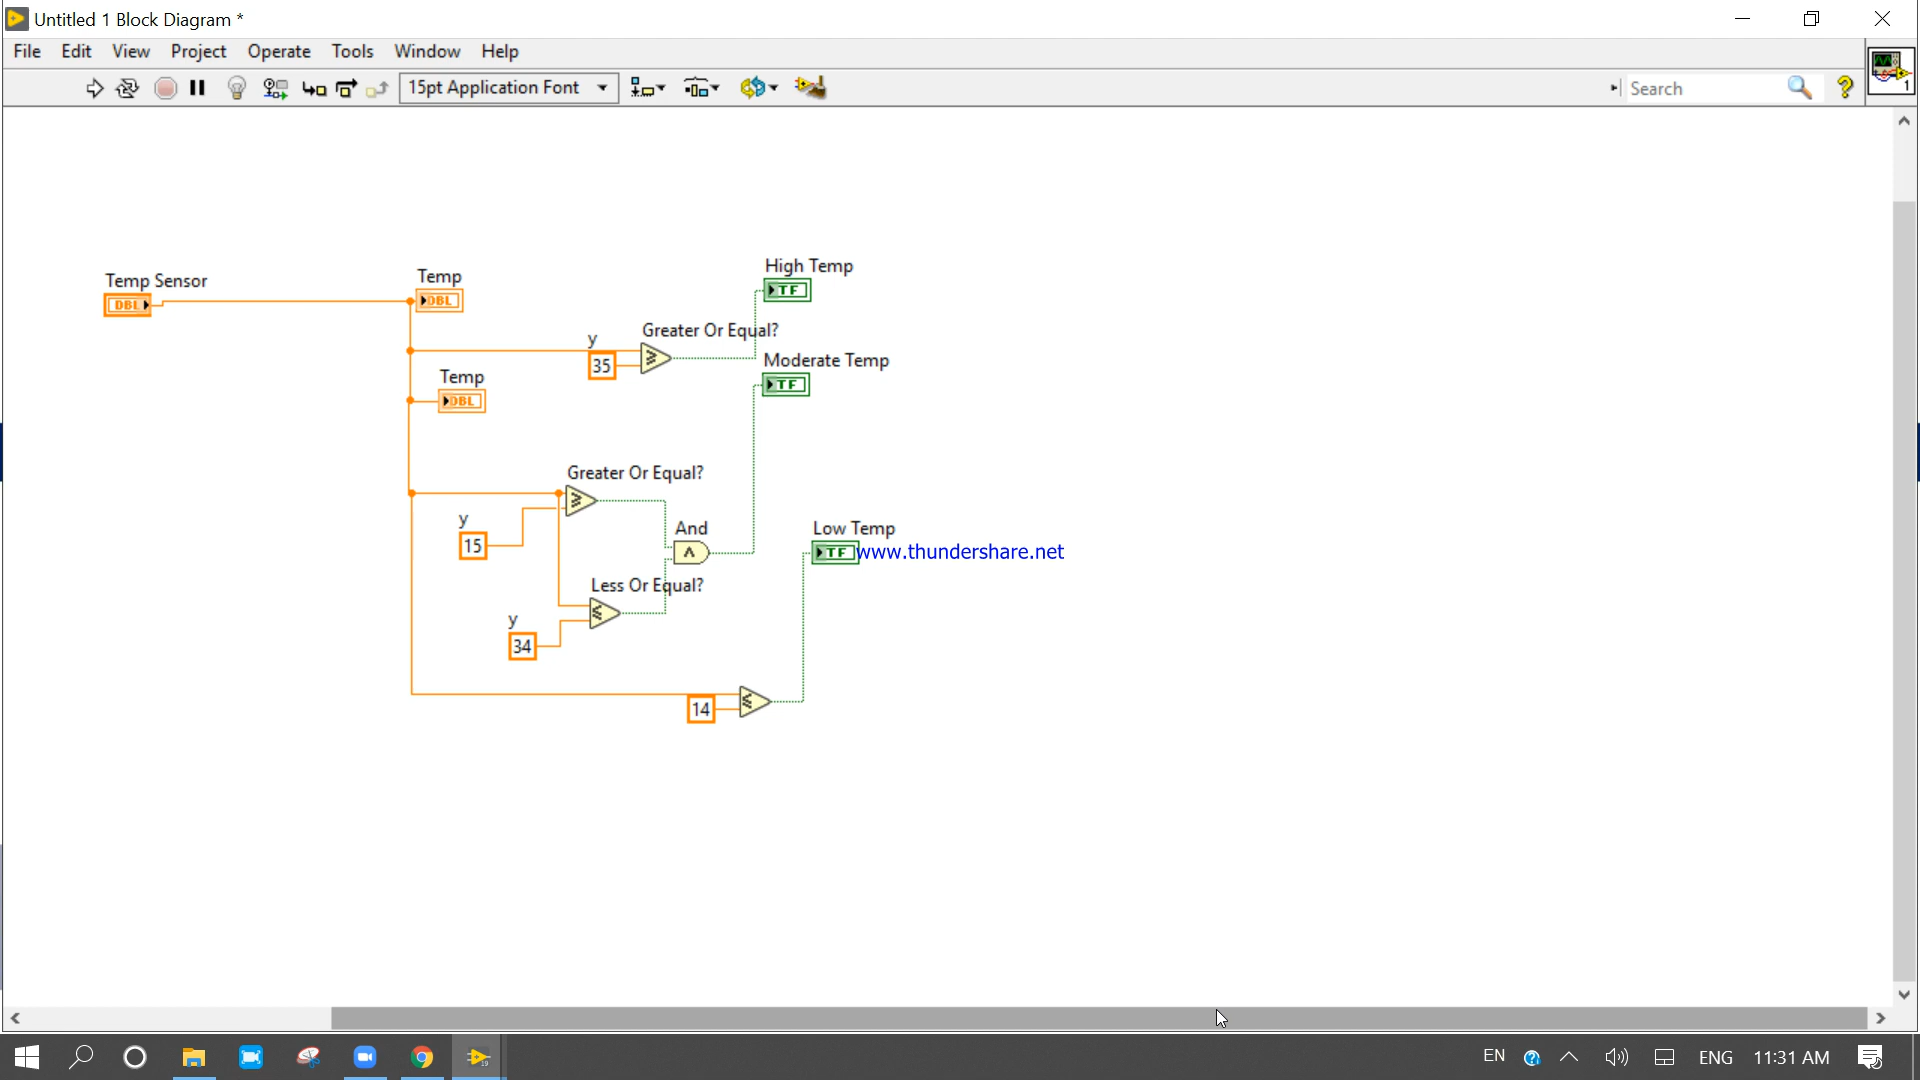 Untitled 1 Block Diagram *
File Edit View Project Operate Tools Window Help
15pt Application Font
Search
1
Temp Sensor
DBL
Temp
DBL
High Temp
TF
y
35
Greater Or Equal?
Moderate Temp
TF
Temp
DBL
Greater Or Equal?
y
15
And
Low Temp
TF
www.thundershare.net
Less Or Equal?
y
34
14
EN
ENG
11:31 AM